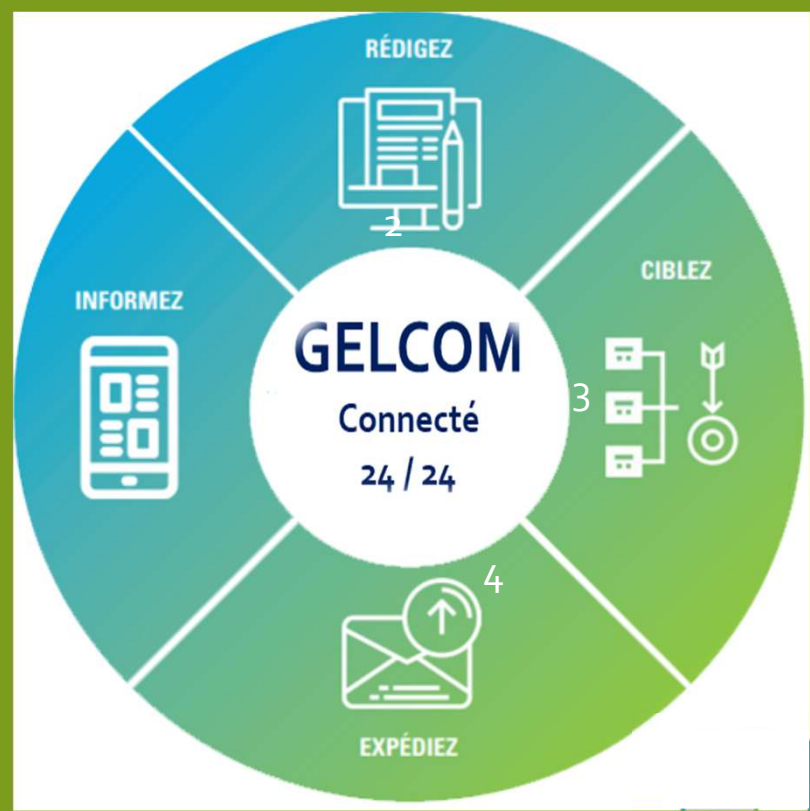 RÉDIGEZ
2
CIBLEZ
3
INFORMEZ
GELCOM
Connecté
24 / 24
4
EXPÉDIEZ